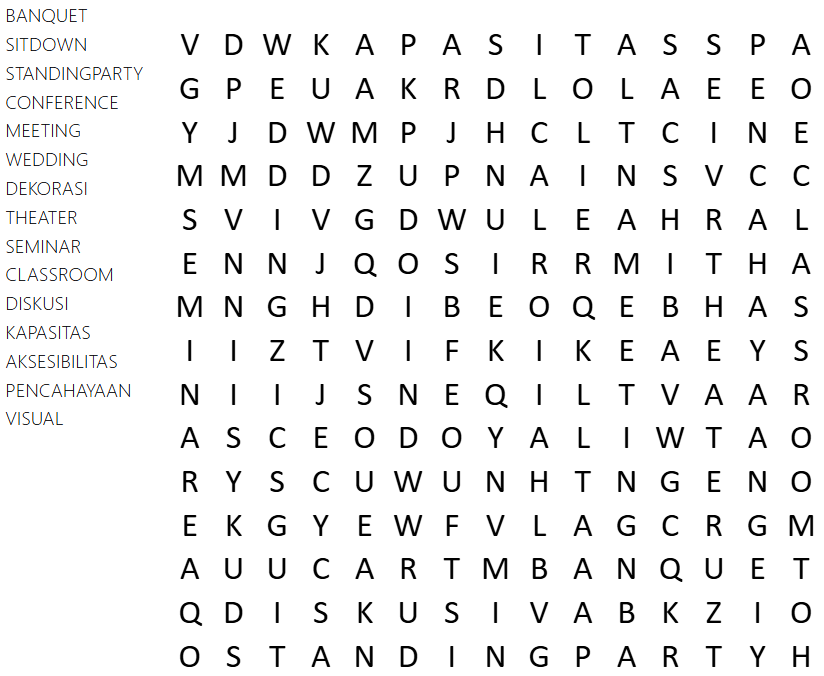 BANQUET
SITDOWN
STANDINGPARTY
CONFERENCE
MEETING
WEDDING
DEKORASI
THEATER
SEMINAR
CLASSROOM
DISKUSI
KAPASITAS
AKSESIBILITAS
PENCAHAYAAN
VISUAL
V D W K A P A S I T A S S P A
G P E U A K R D L O L A E E O
Y J D W M P J H C L T C I N E
M M D D Z U P N A I N S V C C
S V I V G D W U L E A H R A L
E N N J Q O S I R R M I T H A
M N G H D I B E O Q E B H A S
I I Z T V I F K I K E A E Y S
N I I J S N E Q I L T V A A R
A S C E O D O Y A L I W T A O
R Y S C U W U N H T N G E N O
E K G Y E W F V L A G C R G M
A U U C A R T M B A N Q U E T
Q D I S K U S I V A B K Z I O
O S T A N D I N G P A R T Y H